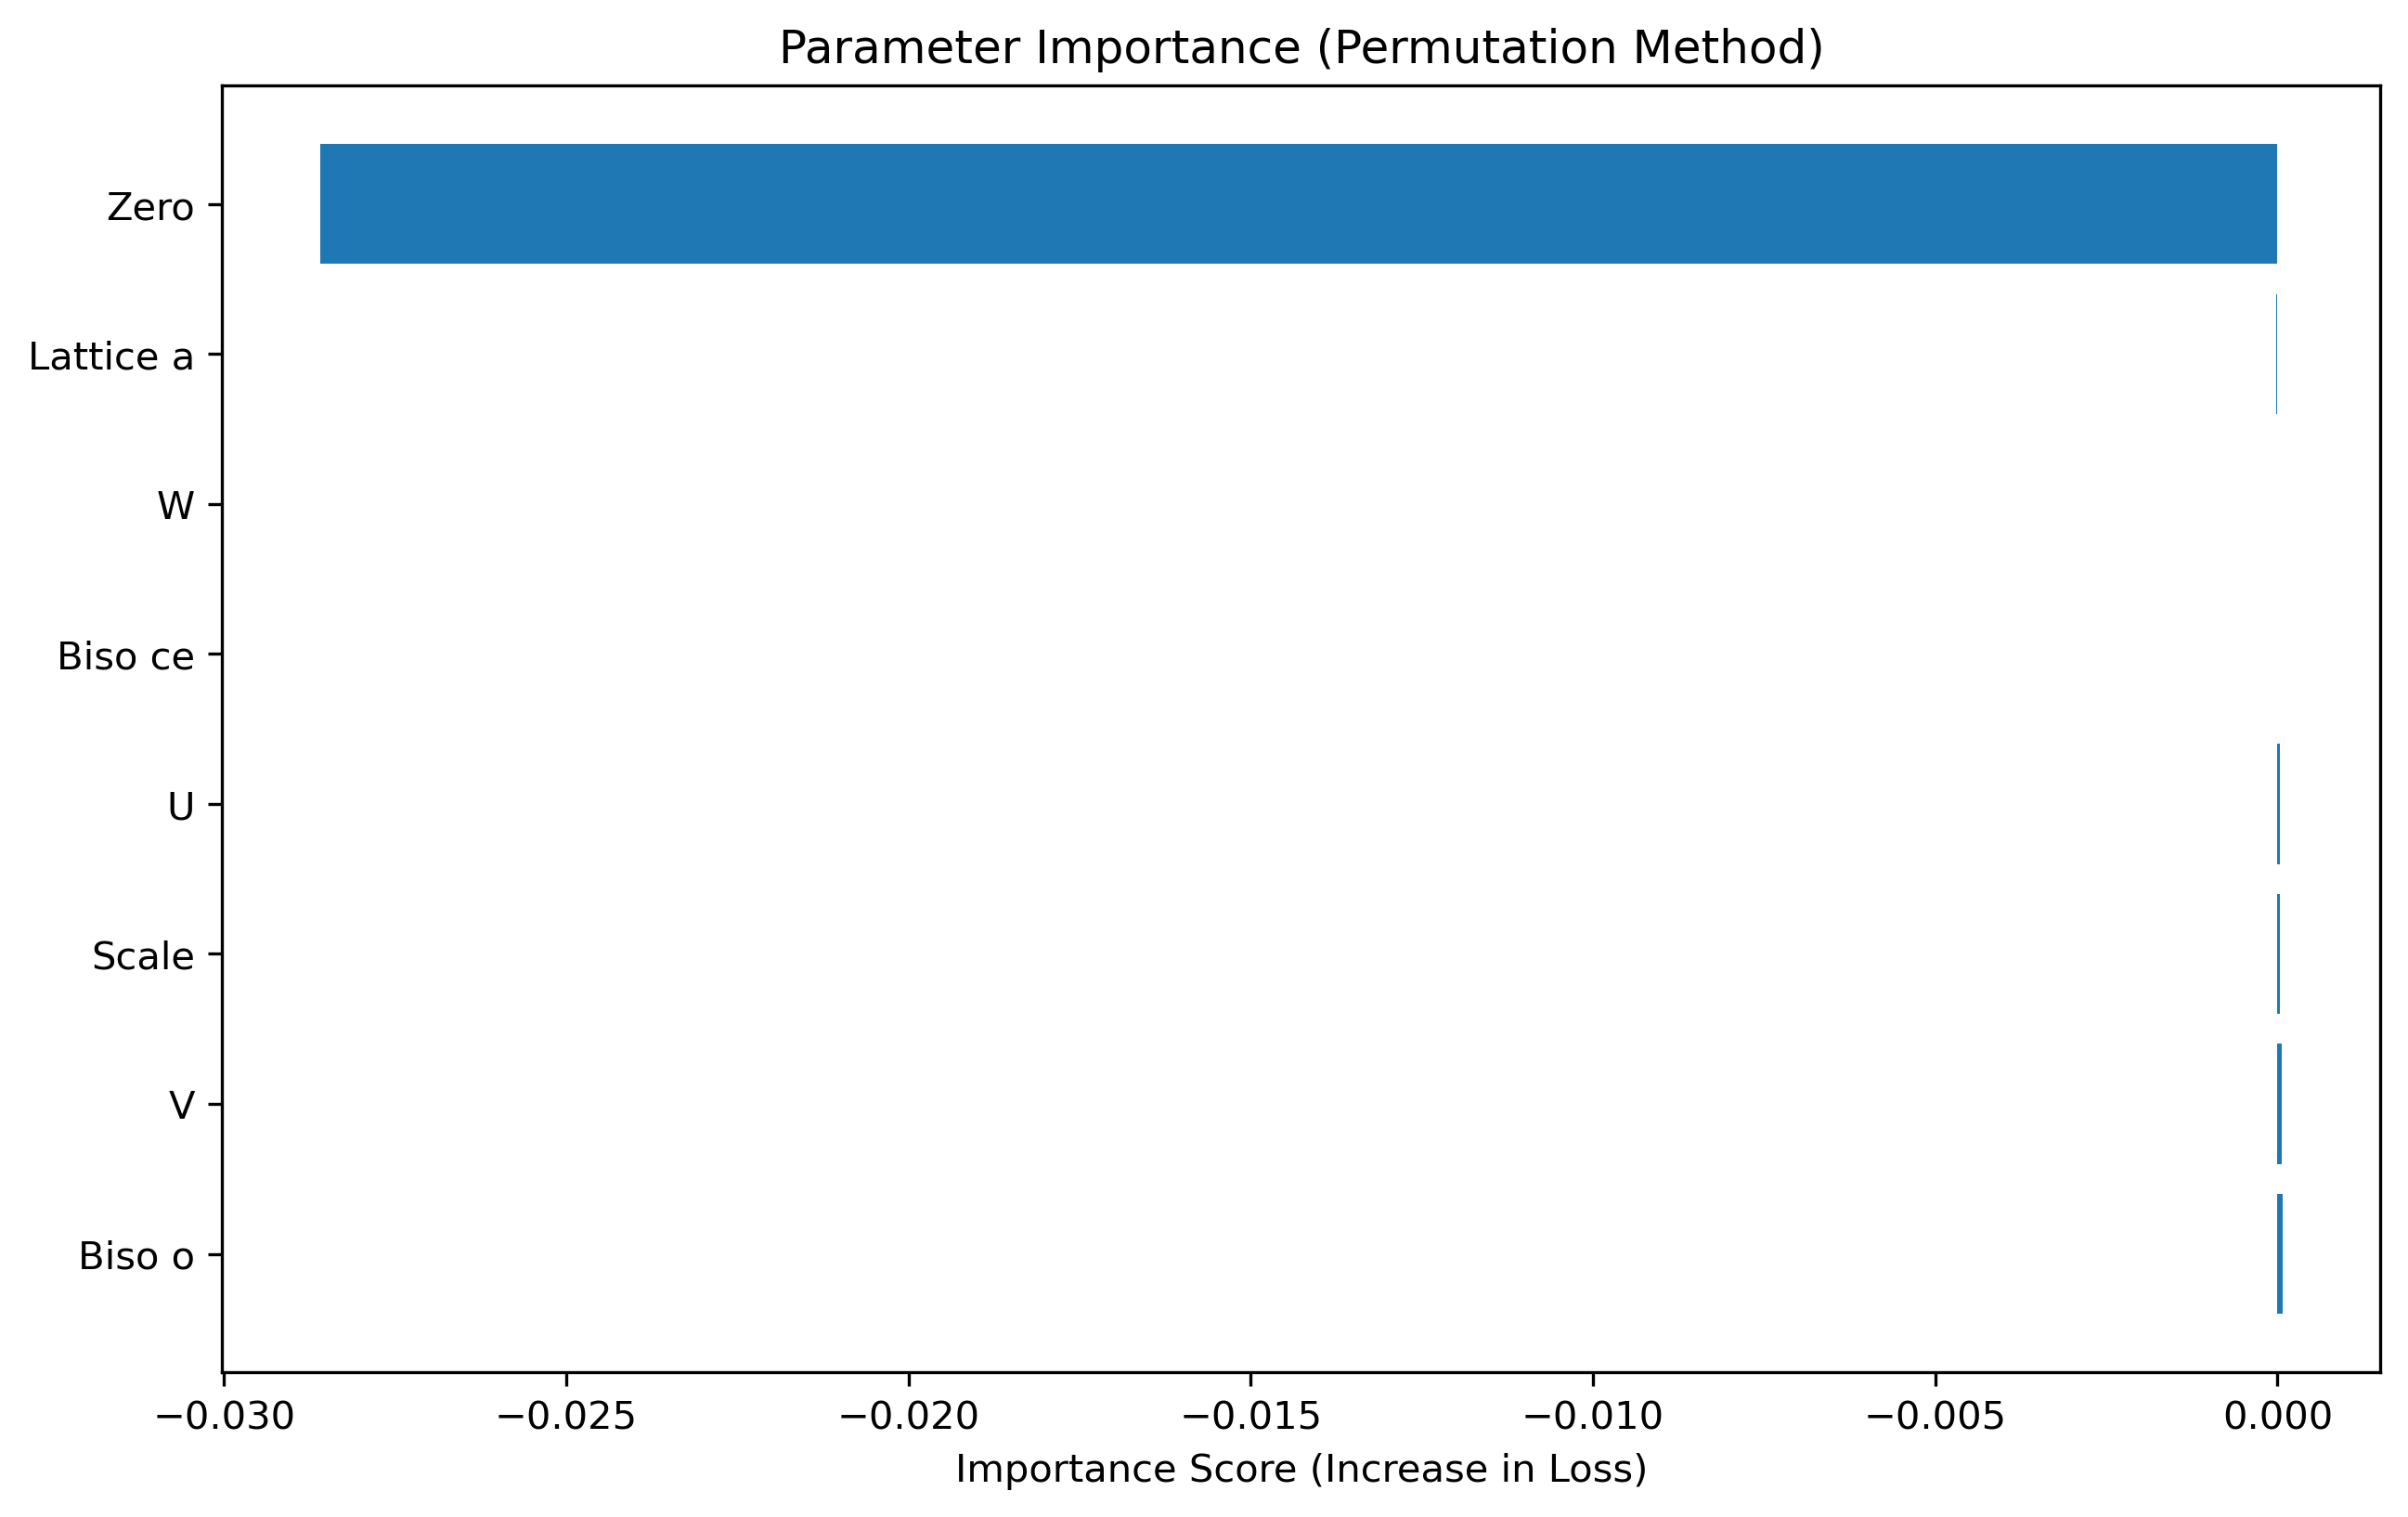 Parameter Importance (Permutation Method)
Zero
Lattice a
W
Biso ce
U
Scale
V
Biso o
−0.030 −0.025 −0.020 −0.015 −0.010 −0.005 0.000
Importance Score (Increase in Loss)